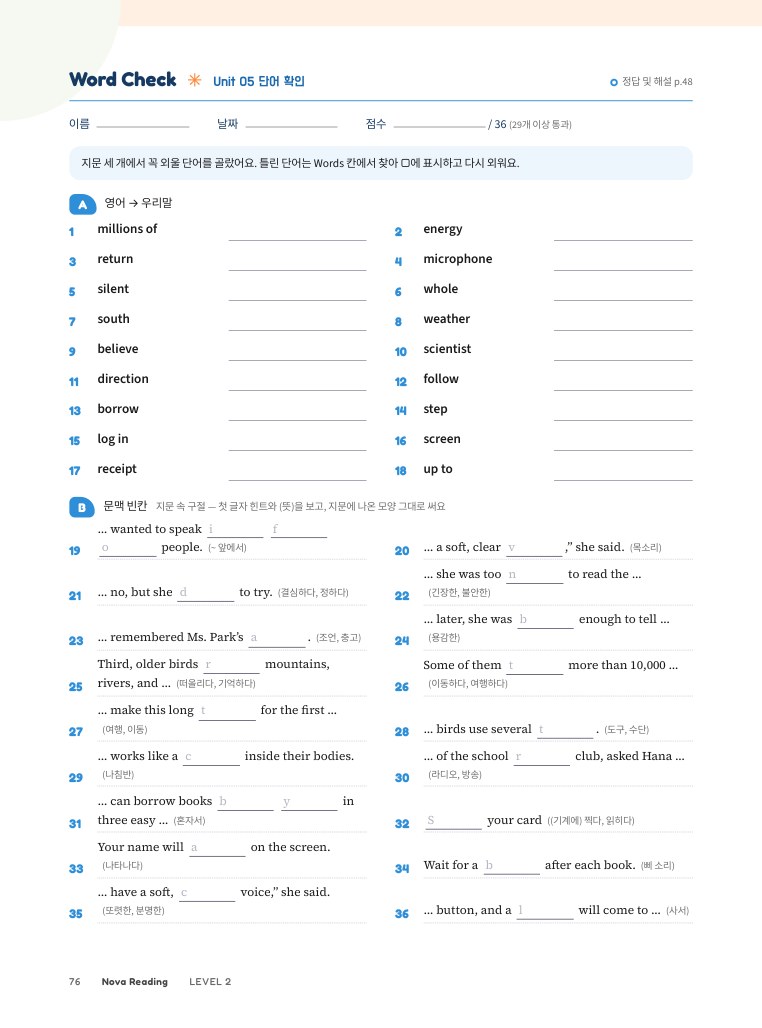 Word Check ✳ Unit 05 단어 확인
정답 및 해설 p.48
이름 날짜 점수 / 36 (29개 이상 통과)
지문 세 개에서 꼭 외울 단어를 골랐어요. 틀린 단어는 Words 칸에서 찾아 ▢에 표시하고 다시 외워요.
A 영어 → 우리말
1 millions of
2 energy
3 return
4 microphone
5 silent
6 whole
7 south
8 weather
9 believe
10 scientist
11 direction
12 follow
13 borrow
14 step
15 log in
16 screen
17 receipt
18 up to
B 문맥 빈칸 지문 속 구절 — 첫 글자 힌트와 (뜻)을 보고, 지문에 나온 모양 그대로 써요
... wanted to speak i f
19 o people. (~ 앞에서)
20 ... a soft, clear v ,” she said. (목소리)
21 ... no, but she d to try. (결심하다, 정하다)
... she was too n to read the ...
22 (긴장한, 불안한)
23 ... remembered Ms. Park’s a . (조언, 충고)
... later, she was b enough to tell ...
24 (용감한)
Third, older birds r mountains,
25 rivers, and ... (떠올리다, 기억하다)
Some of them t more than 10,000 ...
26 (이동하다, 여행하다)
... make this long t for the first ...
27 (여행, 이동)
28 ... birds use several t . (도구, 수단)
... works like a c inside their bodies.
29 (나침반)
... of the school r club, asked Hana ...
30 (라디오, 방송)
... can borrow books b y in
31 three easy ... (혼자서)
32 S your card ((기계에) 찍다, 읽히다)
Your name will a on the screen.
33 (나타나다)
34 Wait for a b after each book. (삐 소리)
... have a soft, c voice,” she said.
35 (또렷한, 분명한)
36 ... button, and a l will come to ... (사서)
76 Nova Reading LEVEL 2